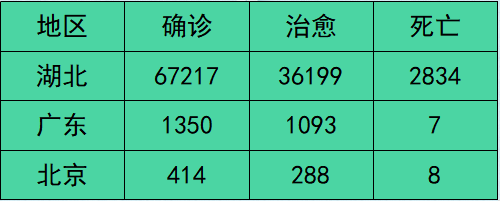 地区 确诊 治愈 死亡
湖北 67217 36199 2834
广东 1350 1093 7
北京 414 288 8